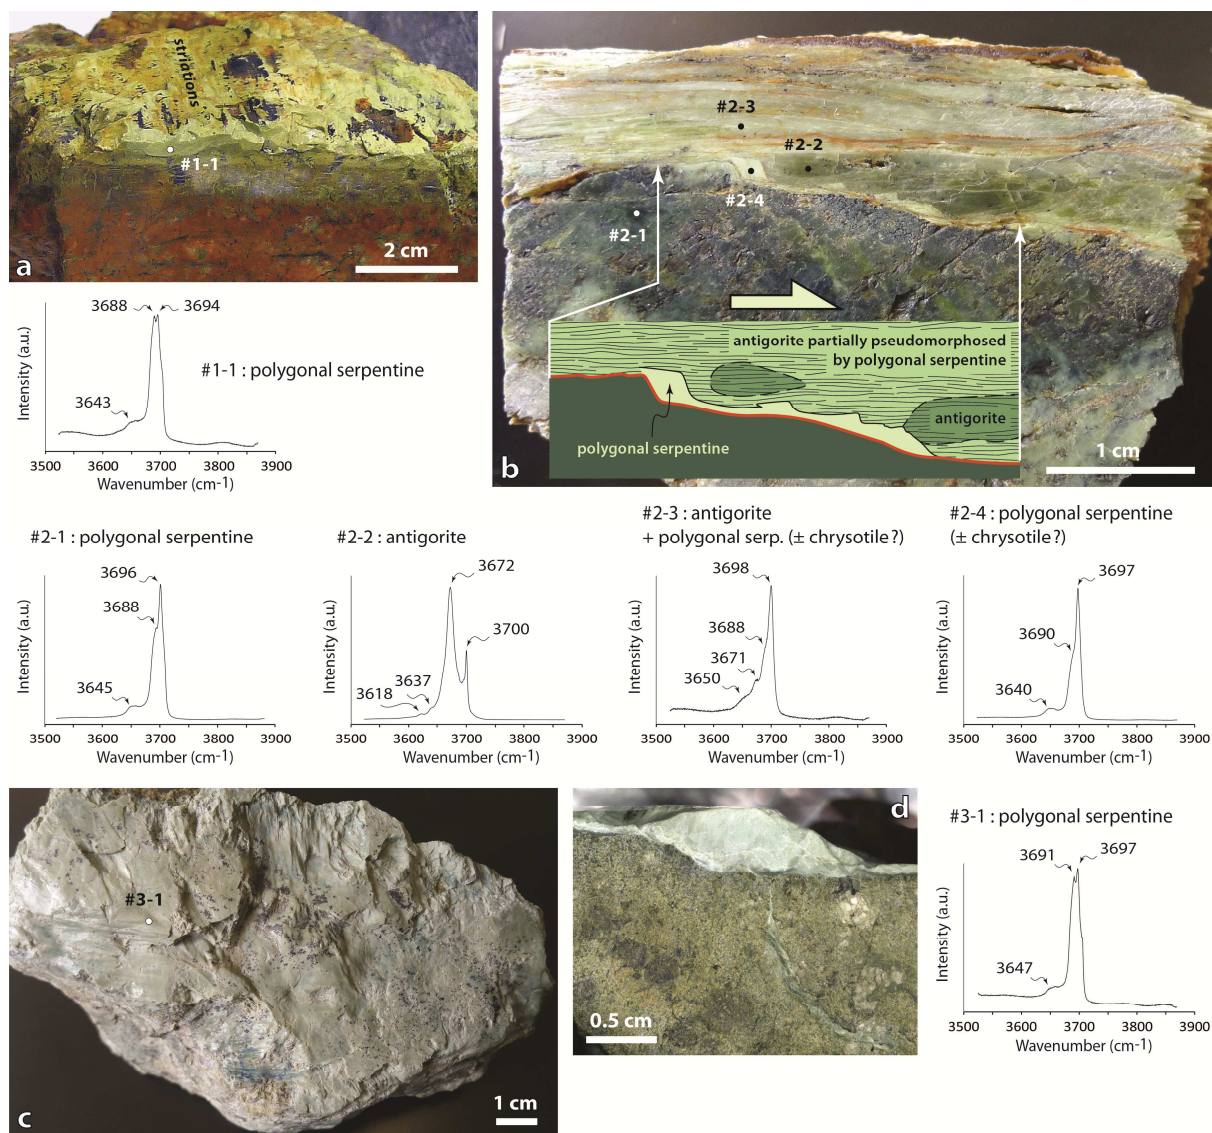 striations
#1-1
2 cm
a
#2-3
#2-2
#2-4
#2-1
antigorite partially pseudomorphosed
by polygonal serpentine
antigorite
polygonal serpentine
1 cm
b
3688
3694
3643
#1-1 : polygonal serpentine
Intensity (a.u.)
3500
3600
3700
3800
3900
Wavenumber (cm-1)
#2-1 : polygonal serpentine
3696
3688
3645
Intensity (a.u.)
3500
3600
3700
3800
3900
Wavenumber (cm-1)
#2-2 : antigorite
3672
3700
3637
3618
Intensity (a.u.)
3500
3600
3700
3800
3900
Wavenumber (cm-1)
#2-3 : antigorite
+ polygonal serp. (± chrysotile ?)
3698
3688
3671
3650
Intensity (a.u.)
3500
3600
3700
3800
3900
Wavenumber (cm-1)
#2-4 : polygonal serpentine
(± chrysotile ?)
3697
3690
3640
Intensity (a.u.)
3500
3600
3700
3800
3900
Wavenumber (cm-1)
#3-1
1 cm
c
d
0.5 cm
#3-1 : polygonal serpentine
3691
3697
3647
Intensity (a.u.)
3500
3600
3700
3800
3900
Wavenumber (cm-1)